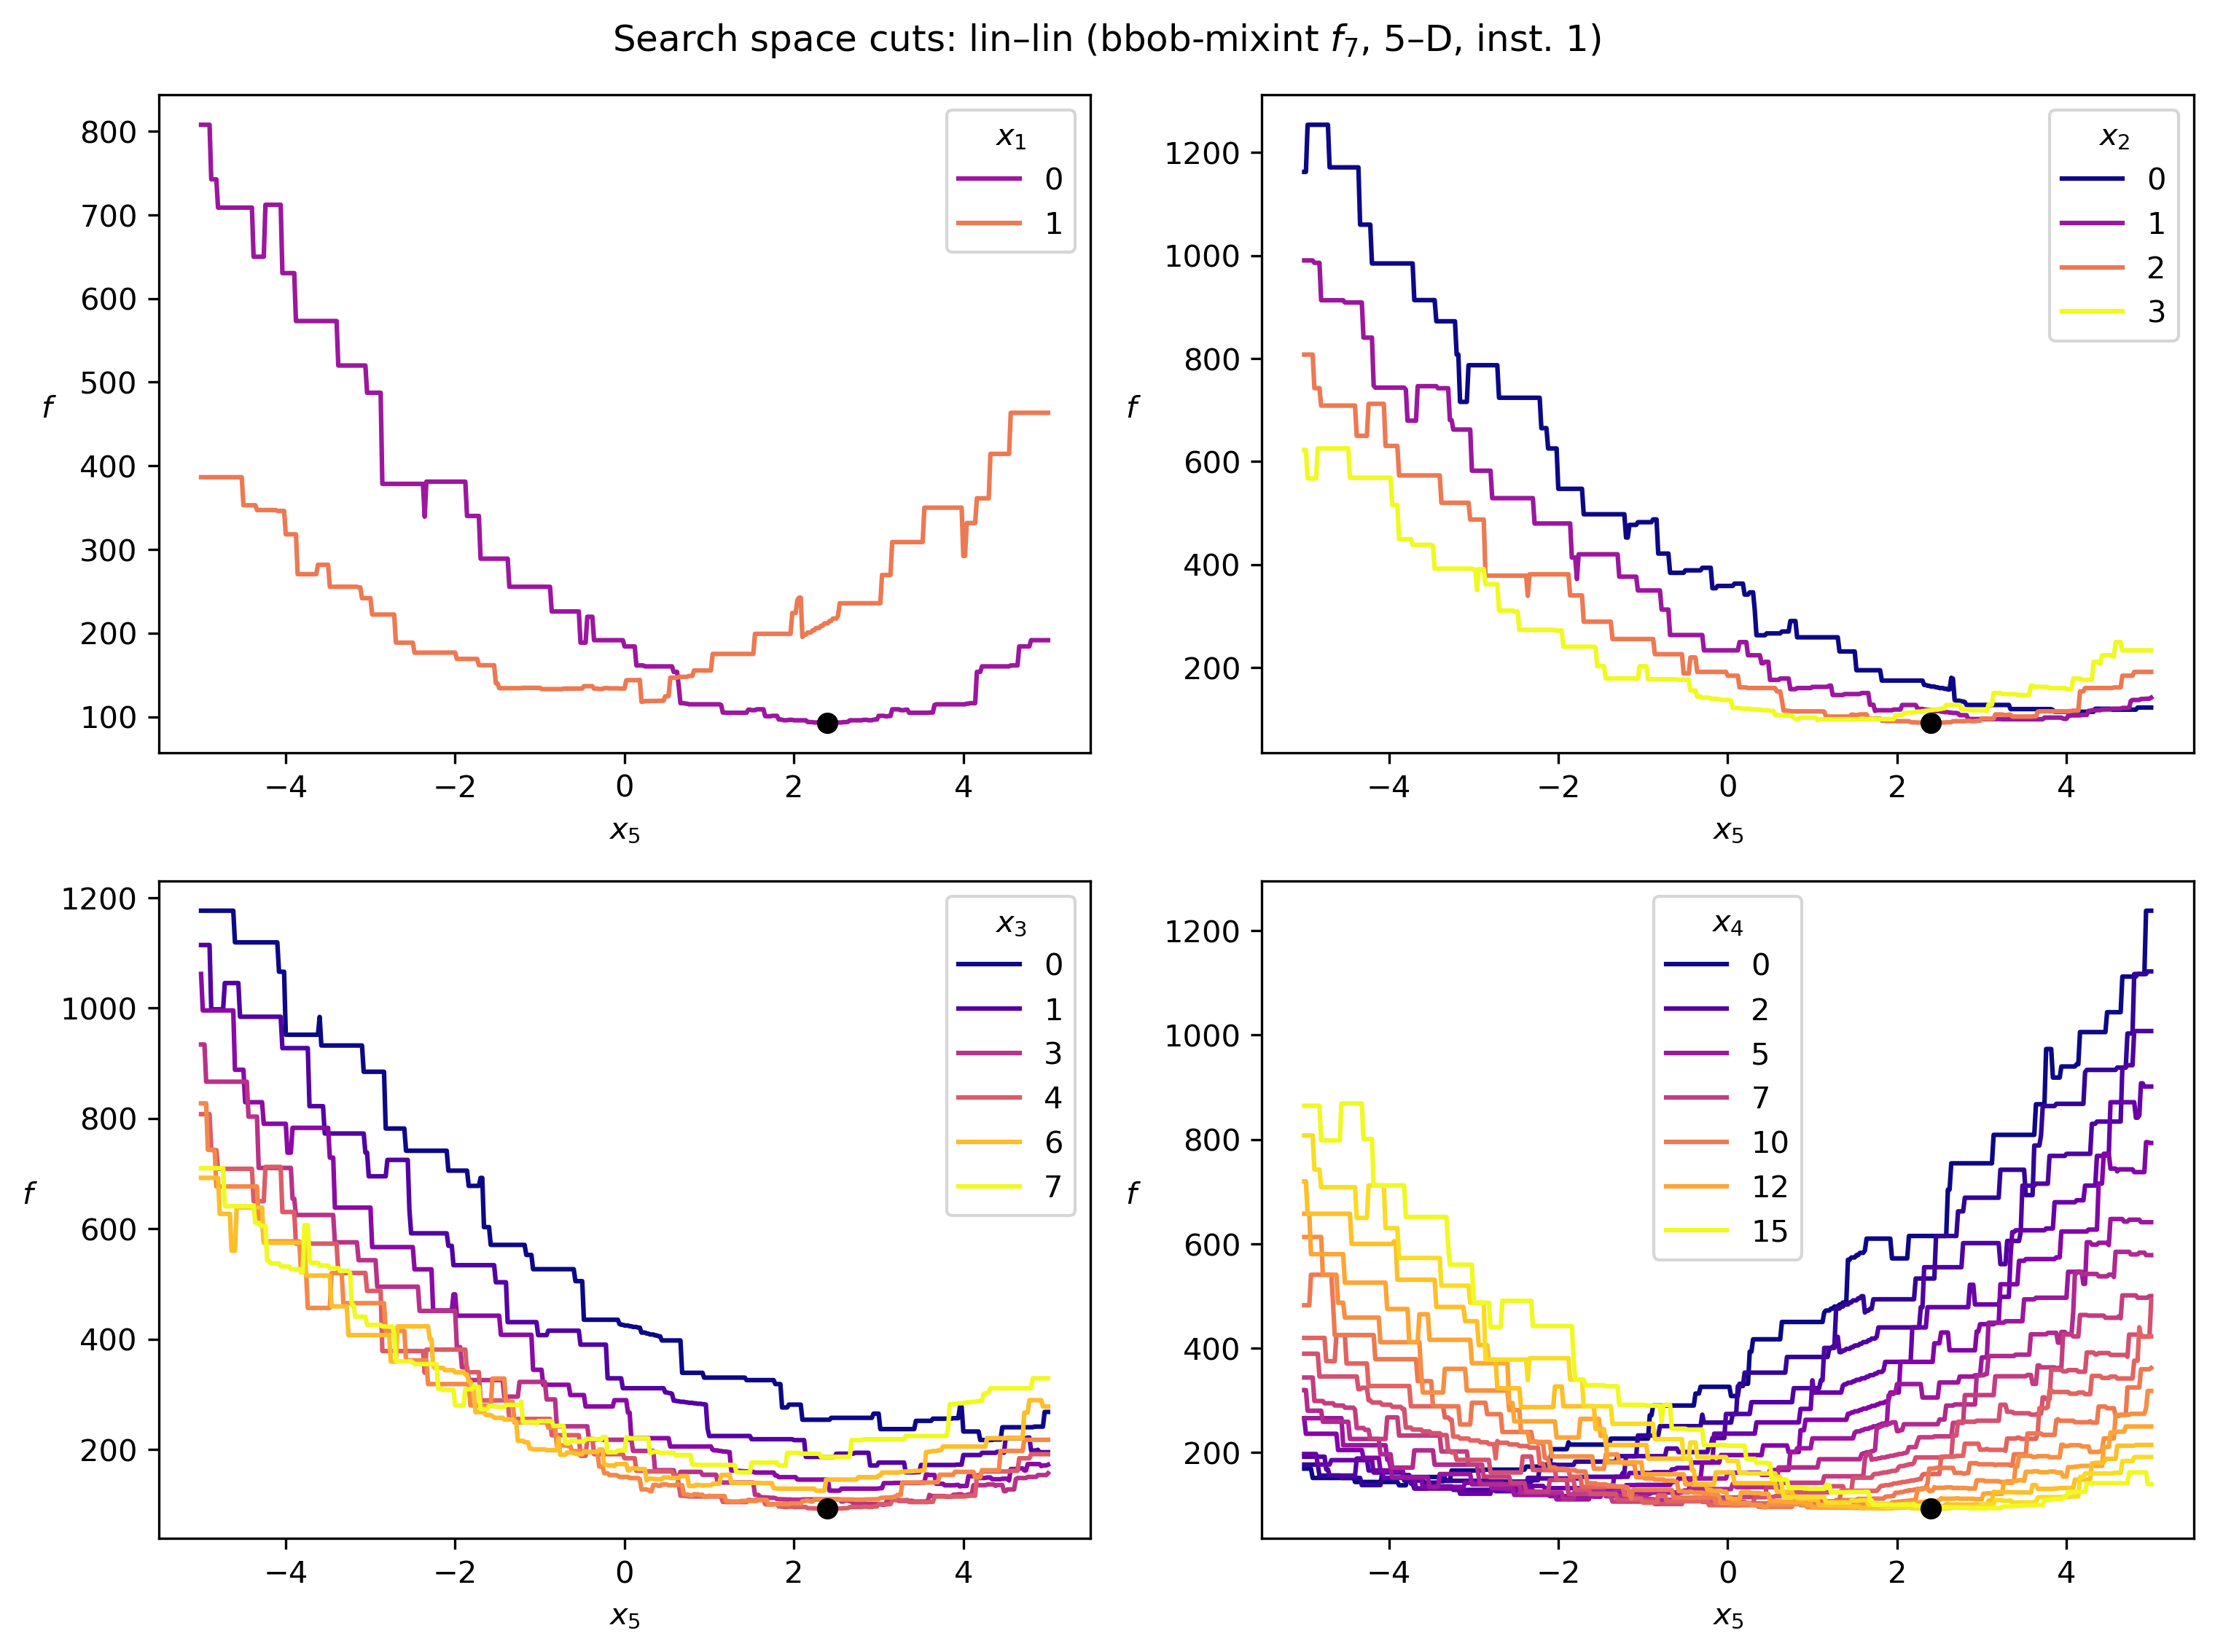 Search space cuts: lin–lin (bbob-mixint f₇, 5–D, inst. 1)
800
700
600
500
400
300
200
100
f
−4 −2 0 2 4
x₅
x₁
0
1
1200
1000
800
600
400
200
f
−4 −2 0 2 4
x₅
x₂
0
1
2
3
1200
1000
800
600
400
200
f
−4 −2 0 2 4
x₅
x₃
0
1
3
4
6
7
1200
1000
800
600
400
200
f
−4 −2 0 2 4
x₅
x₄
0
2
5
7
10
12
15